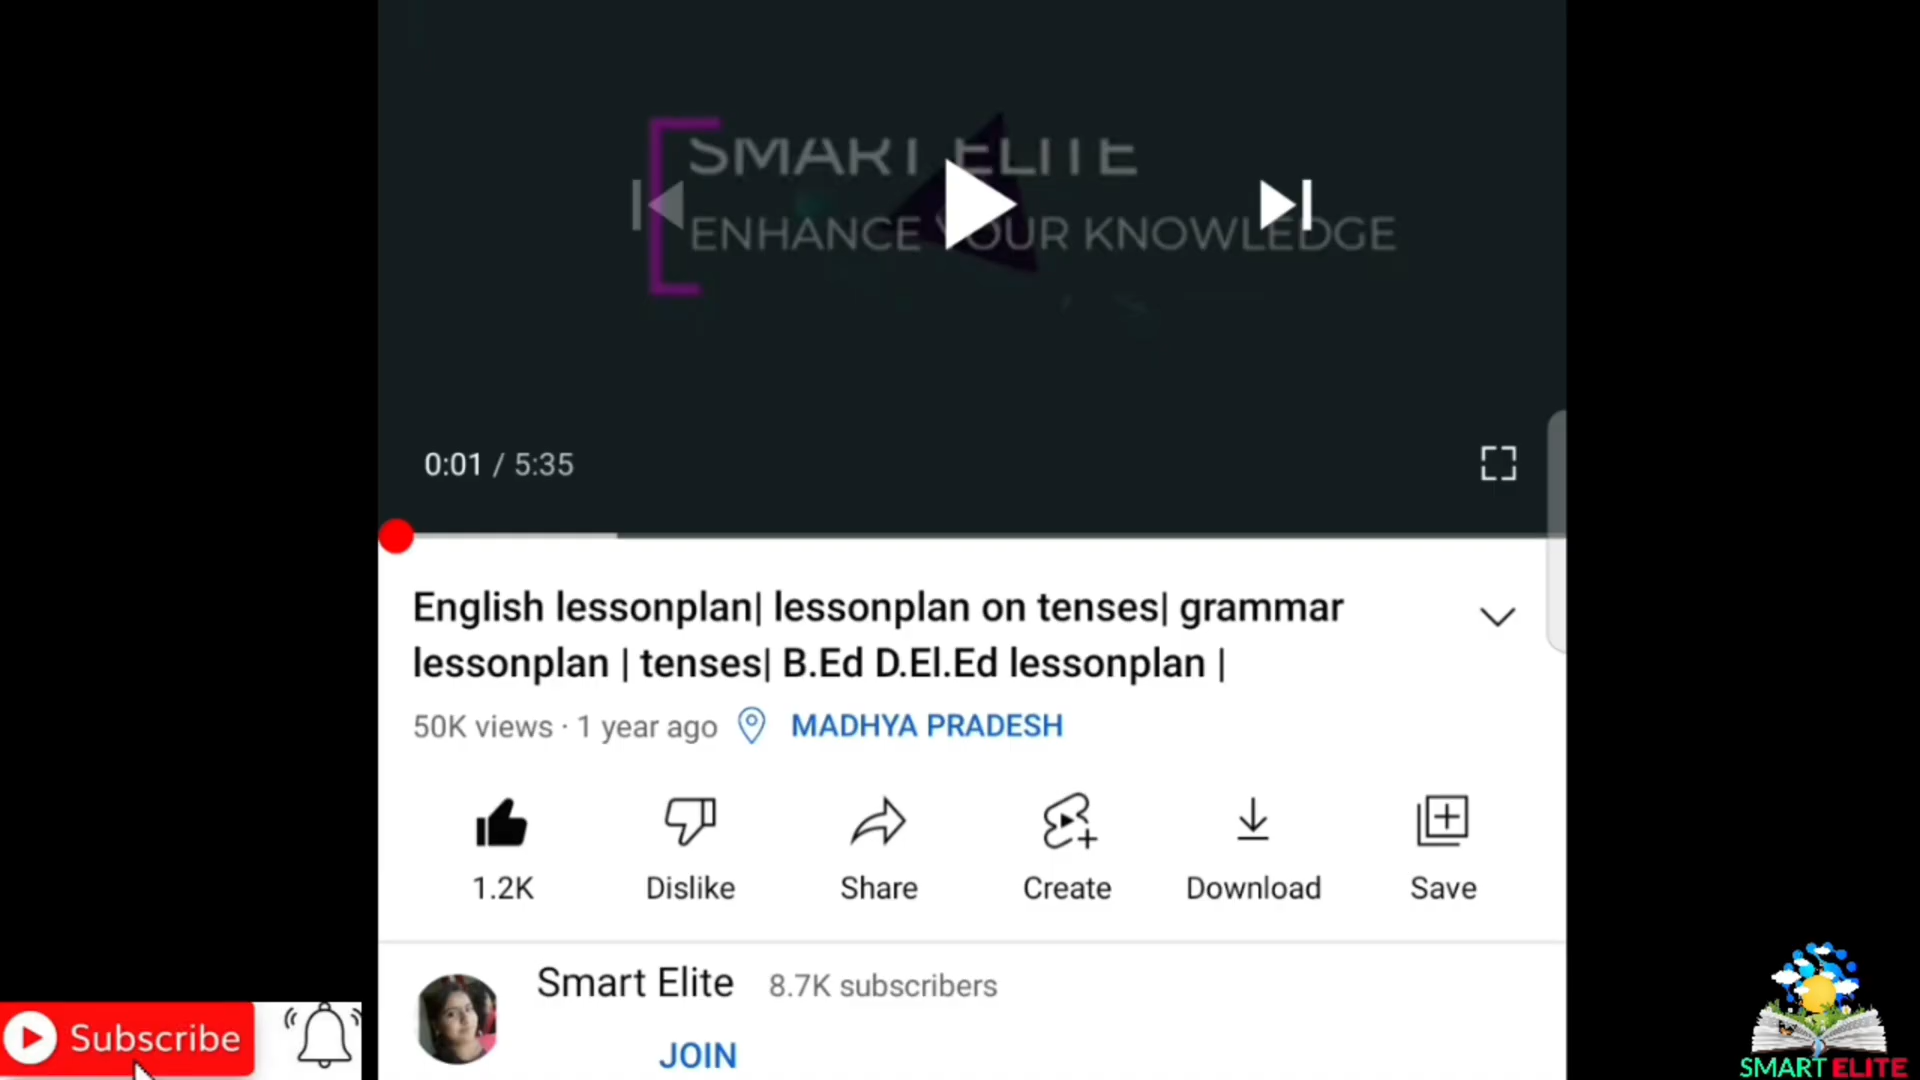 SMART ELITE
ENHANCE YOUR KNOWLEDGE
0:01 / 5:35
English lessonplan| lessonplan on tenses| grammar
lessonplan | tenses| B.Ed D.El.Ed lessonplan |
50K views · 1 year ago MADHYA PRADESH
1.2K Dislike Share Create Download Save
Smart Elite 8.7K subscribers
JOIN
Subscribe
SMART ELITE